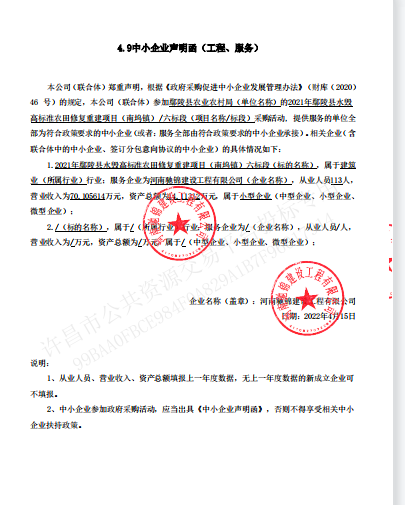 4.9中小企业声明函（工程、服务）
本公司（联合体）郑重声明，根据《政府采购促进中小企业发展管理办法》（财库（2020）
46 号）的规定，本公司（联合体）参加鄢陵县农业农村局（单位名称）的2021年鄢陵县水毁
高标准农田修复重建项目（南坞镇）/六标段（项目名称/标段）采购活动，提供服务的单位全
部为符合政策要求的中小企业（或者：服务全部由符合政策要求的中小企业承接）。相关企业（含
联合体中的中小企业、签订分包意向协议的中小企业）的具体情况如下：
1.2021年鄢陵县水毁高标准农田修复重建项目（南坞镇）六标段（标的名称），属于建筑
业（所属行业）行业；服务企业为河南驰锦建设工程有限公司（企业名称），从业人员113人，
营业收入为70.105614万元，资产总额为万元，属于小型企业（中型企业、小型企业、
微型企业）；
2./（标的名称），属于/（所属行业）行业；服务企业为/（企业名称），从业人员/人，
营业收入为/万元，资产总额为/万元，属于/（中型企业、小型企业、微型企业）；
企业名称（盖章）：河南驰锦建设工程有限公司
日期：2022年4月15日
说明：
1、从业人员、营业收入、资产总额填报上一年度数据，无上一年度数据的新成立企业可
不填报。
2、中小企业参加政府采购活动，应当出具《中小企业声明函》，否则不得享受相关中小
企业扶持政策。
许昌市公共资源交易